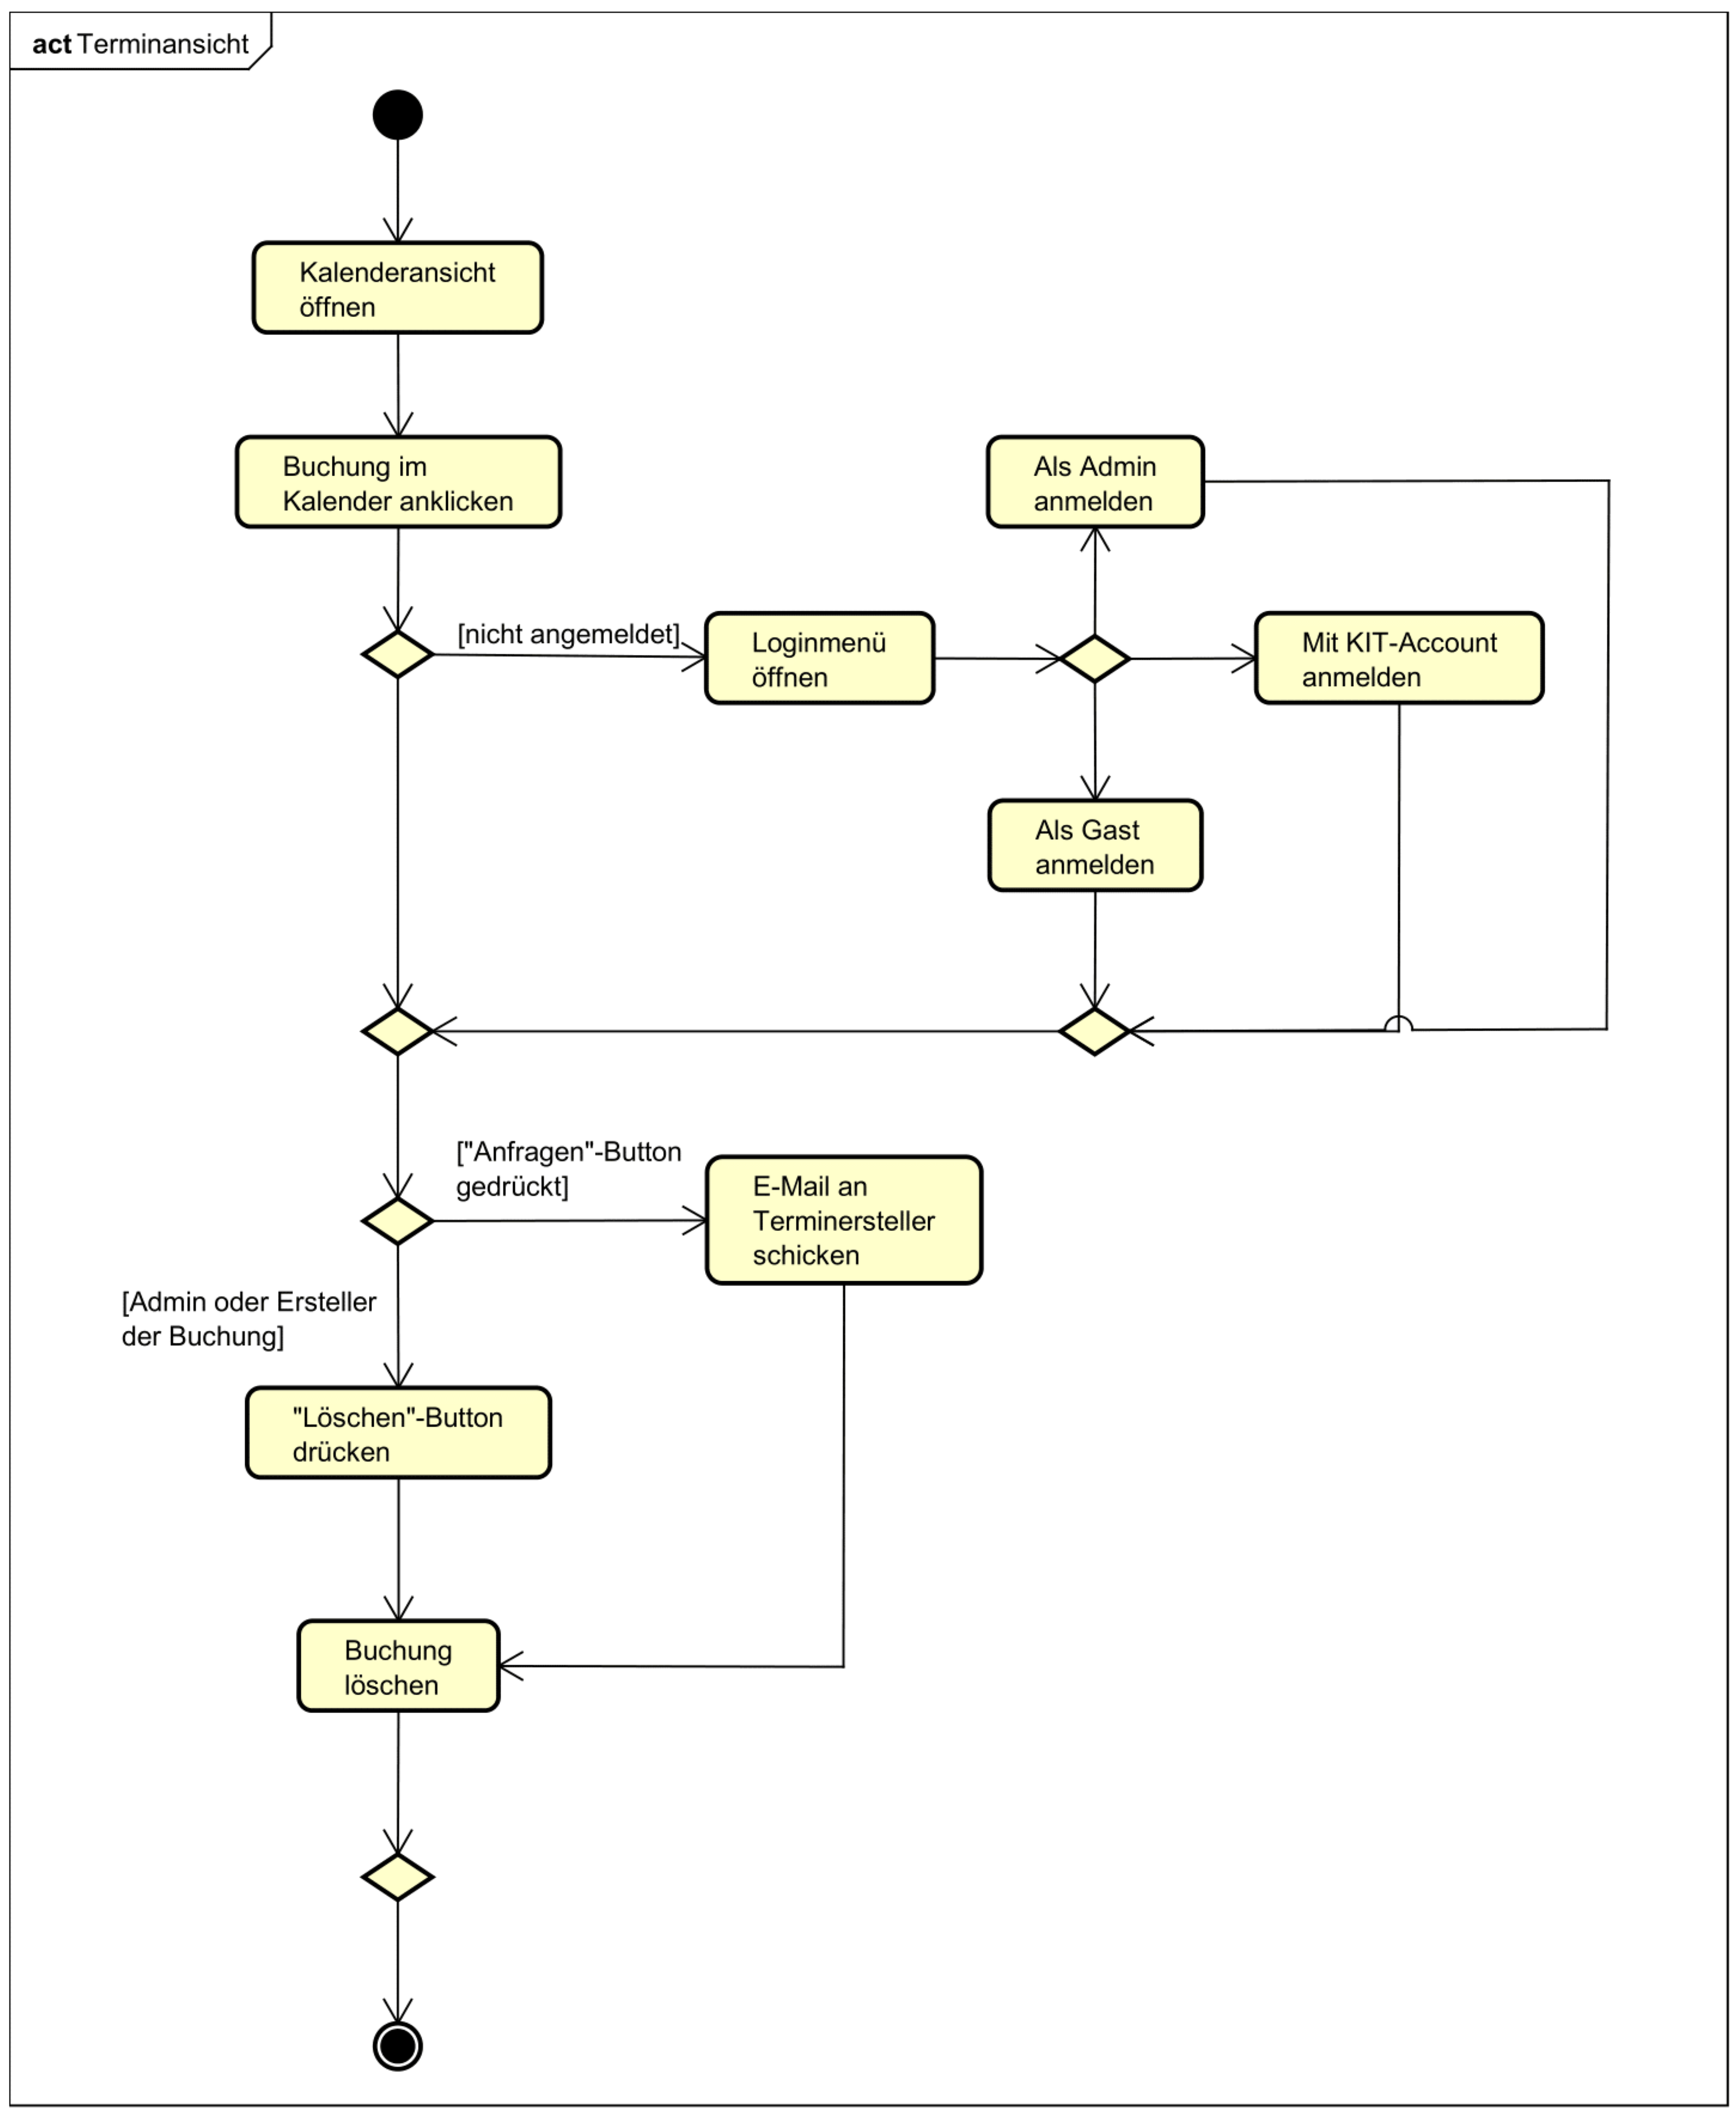 act Terminansicht
Kalenderansicht
öffnen
Buchung im
Kalender anklicken
Als Admin
anmelden
[nicht angemeldet]
Loginmenü
öffnen
Mit KIT-Account
anmelden
Als Gast
anmelden
["Anfragen"-Button
gedrückt]
E-Mail an
Terminersteller
schicken
[Admin oder Ersteller
der Buchung]
"Löschen"-Button
drücken
Buchung
löschen